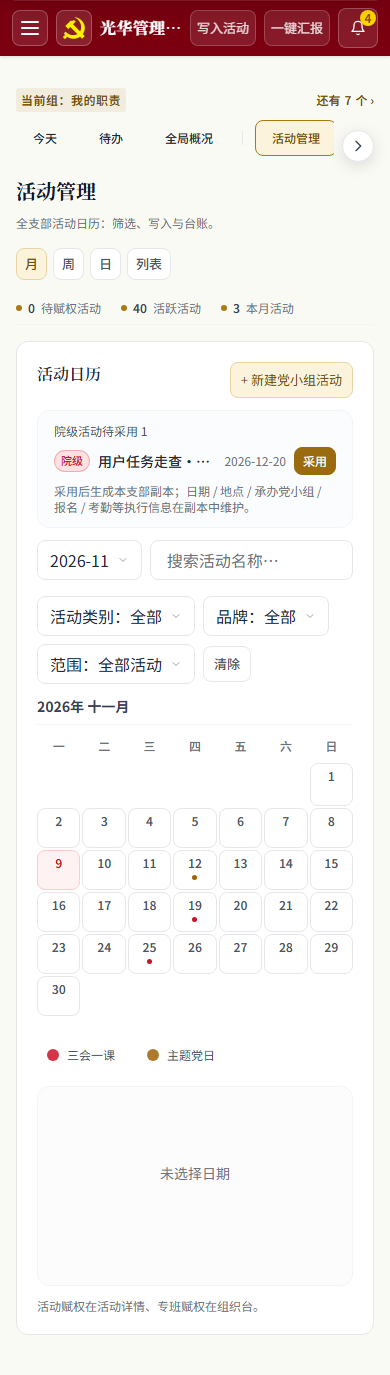 光华管理⋯
写入活动
一键汇报
4
当前组：我的职责
还有 7 个 ›
今天
待办
全局概况
活动管理
活动管理
全支部活动日历：筛选、写入与台账。
月
周
日
列表
0 待赋权活动
40 活跃活动
3 本月活动
活动日历
+ 新建党小组活动
院级活动待采用 1
院级
用户任务走查·⋯
2026-12-20
采用
采用后生成本支部副本；日期 / 地点 / 承办党小组 /
报名 / 考勤等执行信息在副本中维护。
2026-11
搜索活动名称⋯
活动类别：全部
品牌：全部
范围：全部活动
清除
2026年 十一月
一 二 三 四 五 六 日
1
2 3 4 5 6 7 8
9 10 11 12 13 14 15
16 17 18 19 20 21 22
23 24 25 26 27 28 29
30
三会一课
主题党日
未选择日期
活动赋权在活动详情、专班赋权在组织台。